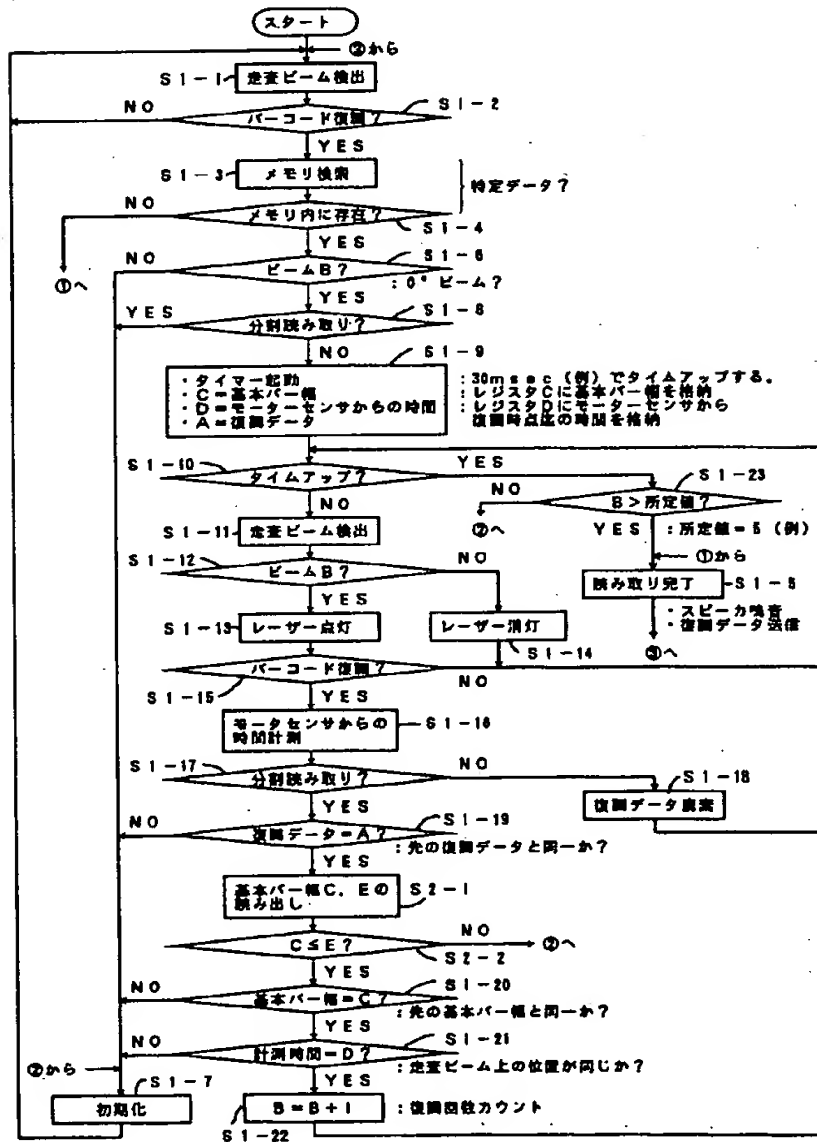 スタート
②から
S1-1 走査ビーム検出
S1-2
NO バーコード復調?
YES
S1-3 メモリ検索
特定データ?
NO メモリ内に存在?
S1-4
YES
①へ
S1-6
NO ビームB?
:0°ビーム?
YES
S1-8
YES 分割読み取り?
NO
S1-9
・タイマー起動
・C=基本バー幅
・D=モーターセンサからの時間
・A=復調データ
:30msec(例)でタイムアップする。
:レジスタCに基本バー幅を格納
:レジスタDにモーターセンサから
復調時点迄の時間を格納
S1-10 タイムアップ? YES
NO
S1-23
NO B>所定値?
②へ
YES :所定値=5(例)
①から
読み取り完了 S1-5
・スピーカ鳴音
・復調データ送信
③へ
S1-11 走査ビーム検出
S1-12 ビームB? NO
YES
S1-13 レーザー点灯
レーザー消灯
S1-14
バーコード復調? NO
S1-15
YES
モータセンサからの
時間計測
S1-16
S1-17 分割読み取り? NO
YES
S1-18
復調データ廃棄
S1-19
NO 復調データ=A?
:先の復調データと同一か?
YES
基本バー幅C,Eの
読み出し
S2-1
C≦E? NO ②へ
S2-2
YES
S1-20
NO 基本バー幅=C?
:先の基本バー幅と同一か?
YES
S1-21
NO 計測時間=D?
:走査ビーム上の位置が同じか?
YES
②から
S1-7
初期化
B=B+1 :復調回数カウント
S1-22